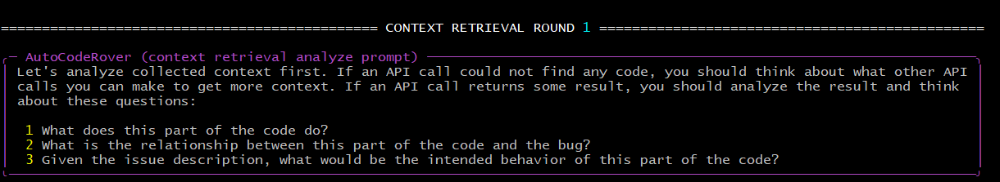 ============================================== CONTEXT RETRIEVAL ROUND 1 ===============================================
AutoCodeRover (context retrieval analyze prompt)
Let's analyze collected context first. If an API call could not find any code, you should think about what other API
calls you can make to get more context. If an API call returns some result, you should analyze the result and think
about these questions:
1 What does this part of the code do?
2 What is the relationship between this part of the code and the bug?
3 Given the issue description, what would be the intended behavior of this part of the code?